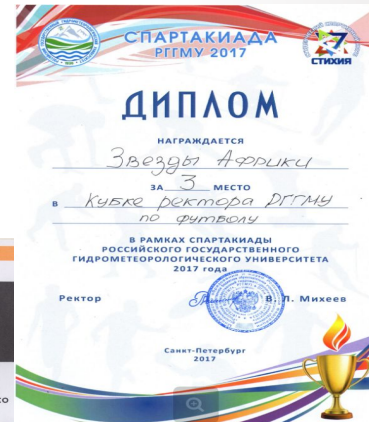 СПАРТАКИАДА
РГГМУ 2017
СТИХИЯ
ДИПЛОМ
НАГРАЖДАЕТСЯ
Звезды Африки
ЗА 3 МЕСТО
В Кубке ректора РГГМУ
по футболу
В РАМКАХ СПАРТАКИАДЫ
РОССИЙСКОГО ГОСУДАРСТВЕННОГО
ГИДРОМЕТЕОРОЛОГИЧЕСКОГО УНИВЕРСИТЕТА
2017 года
Ректор В. Л. Михеев
Санкт-Петербург
2017